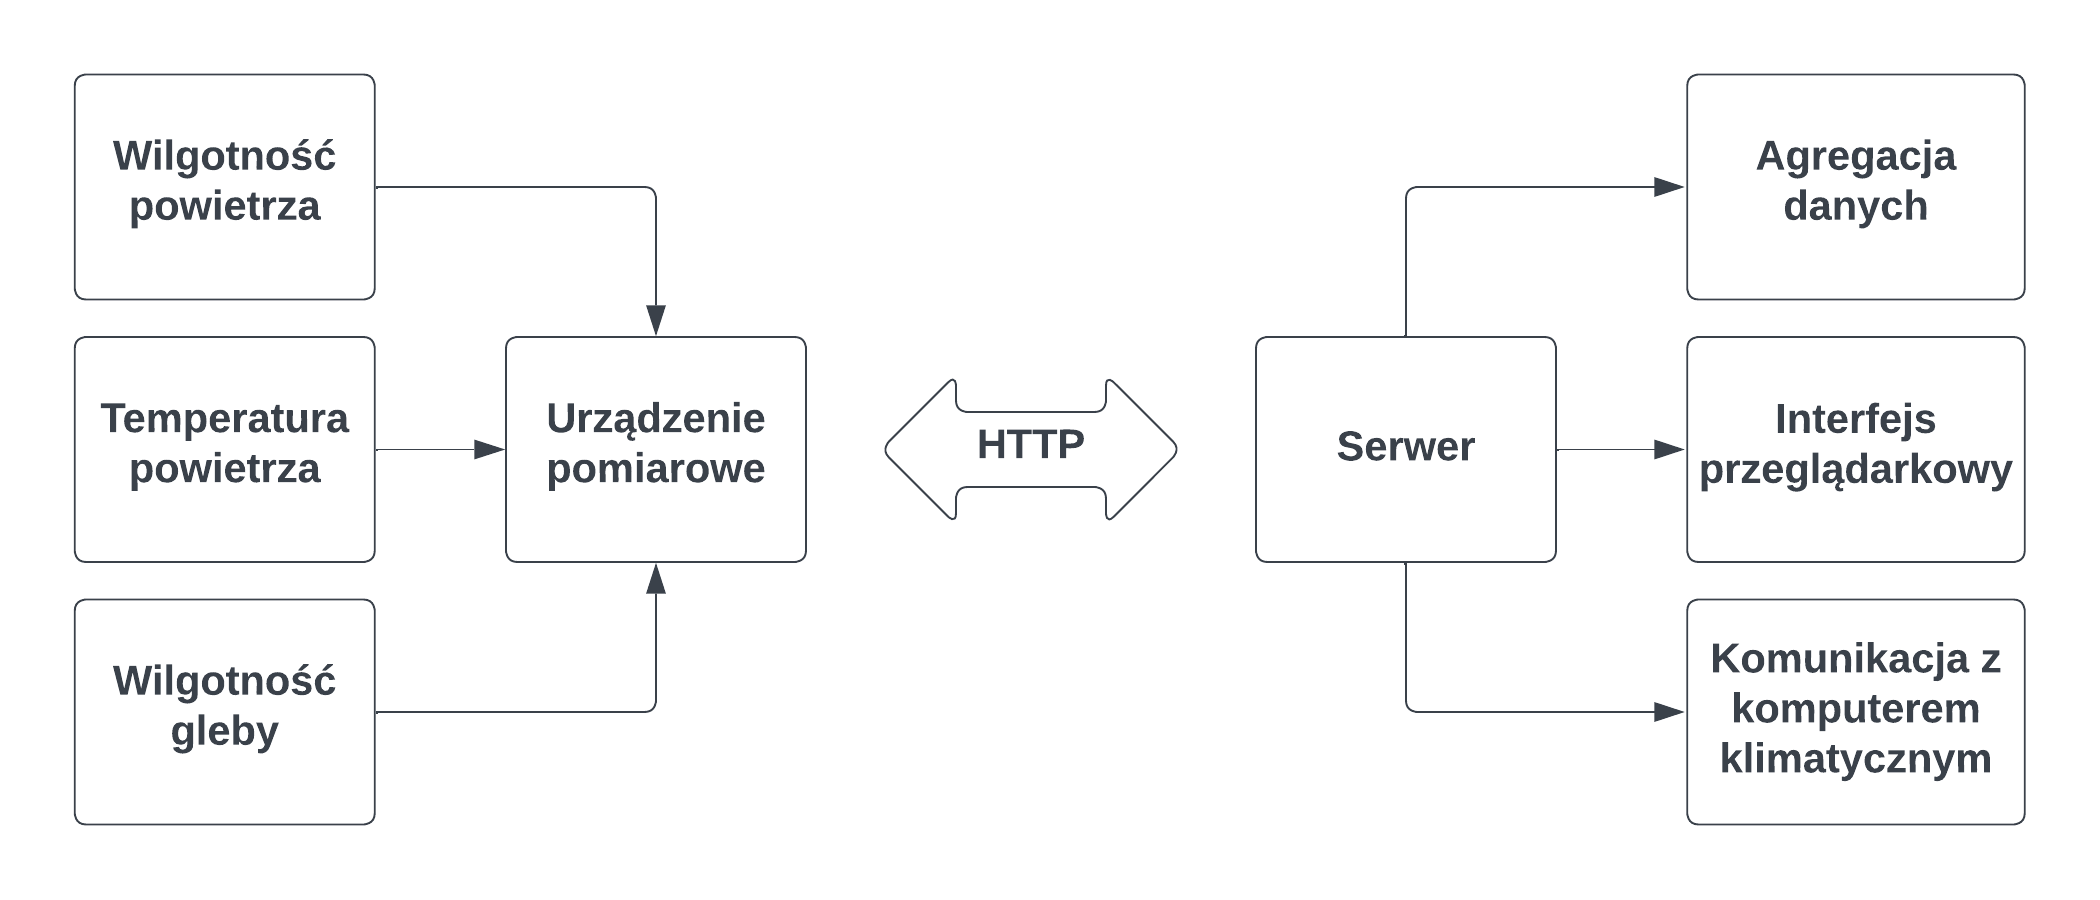 Wilgotność
powietrza
Temperatura
powietrza
Wilgotność
gleby
Urządzenie
pomiarowe
HTTP
Serwer
Agregacja
danych
Interfejs
przeglądarkowy
Komunikacja z
komputerem
klimatycznym